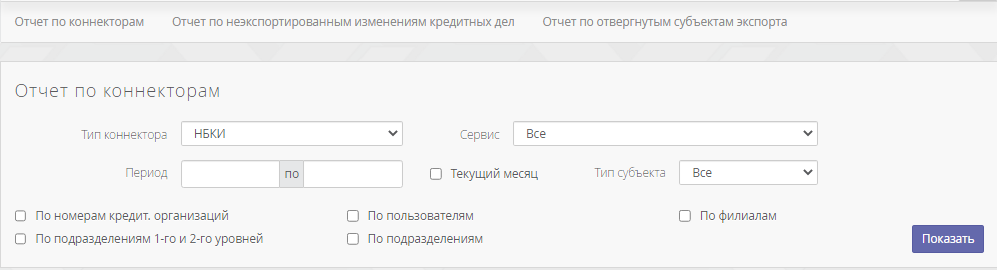 Отчет по коннекторам Отчет по неэкспортированным изменениям кредитных дел Отчет по отвергнутым субъектам экспорта
Отчет по коннекторам
Тип коннектора НБКИ Сервис Все
Период по Текущий месяц Тип субъекта Все
По номерам кредит. организаций По пользователям По филиалам
По подразделениям 1-го и 2-го уровней По подразделениям Показать